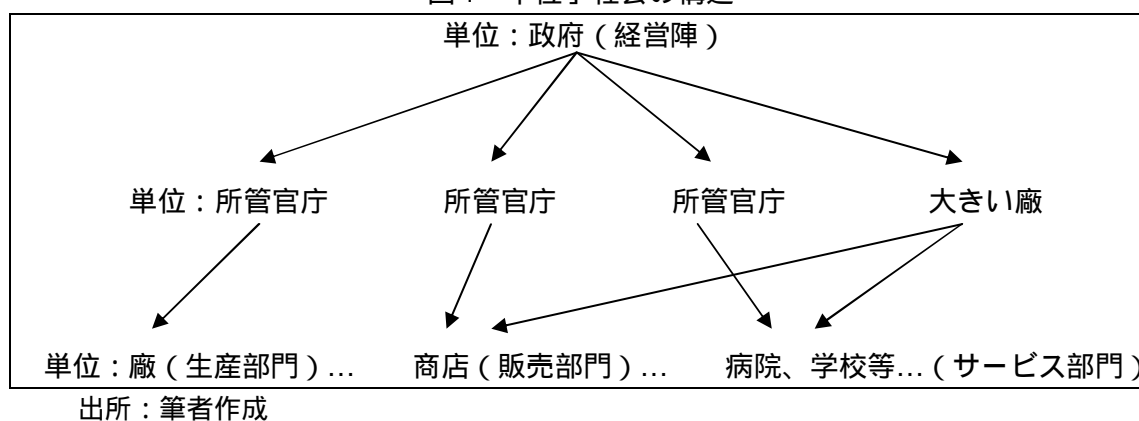 単位：政府（経営陣）
単位：所管官庁 所管官庁 所管官庁 大きい廠
単位：廠（生産部門）… 商店（販売部門）… 病院、学校等…（サービス部門）
出所：筆者作成